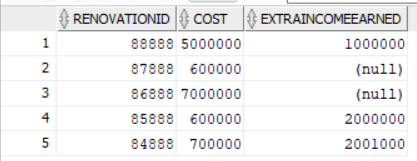 RENOVATIONID COST EXTRAINCOMEEARNED
1 88888 5000000 1000000
2 87888 600000 (null)
3 86888 7000000 (null)
4 85888 600000 2000000
5 84888 700000 2001000